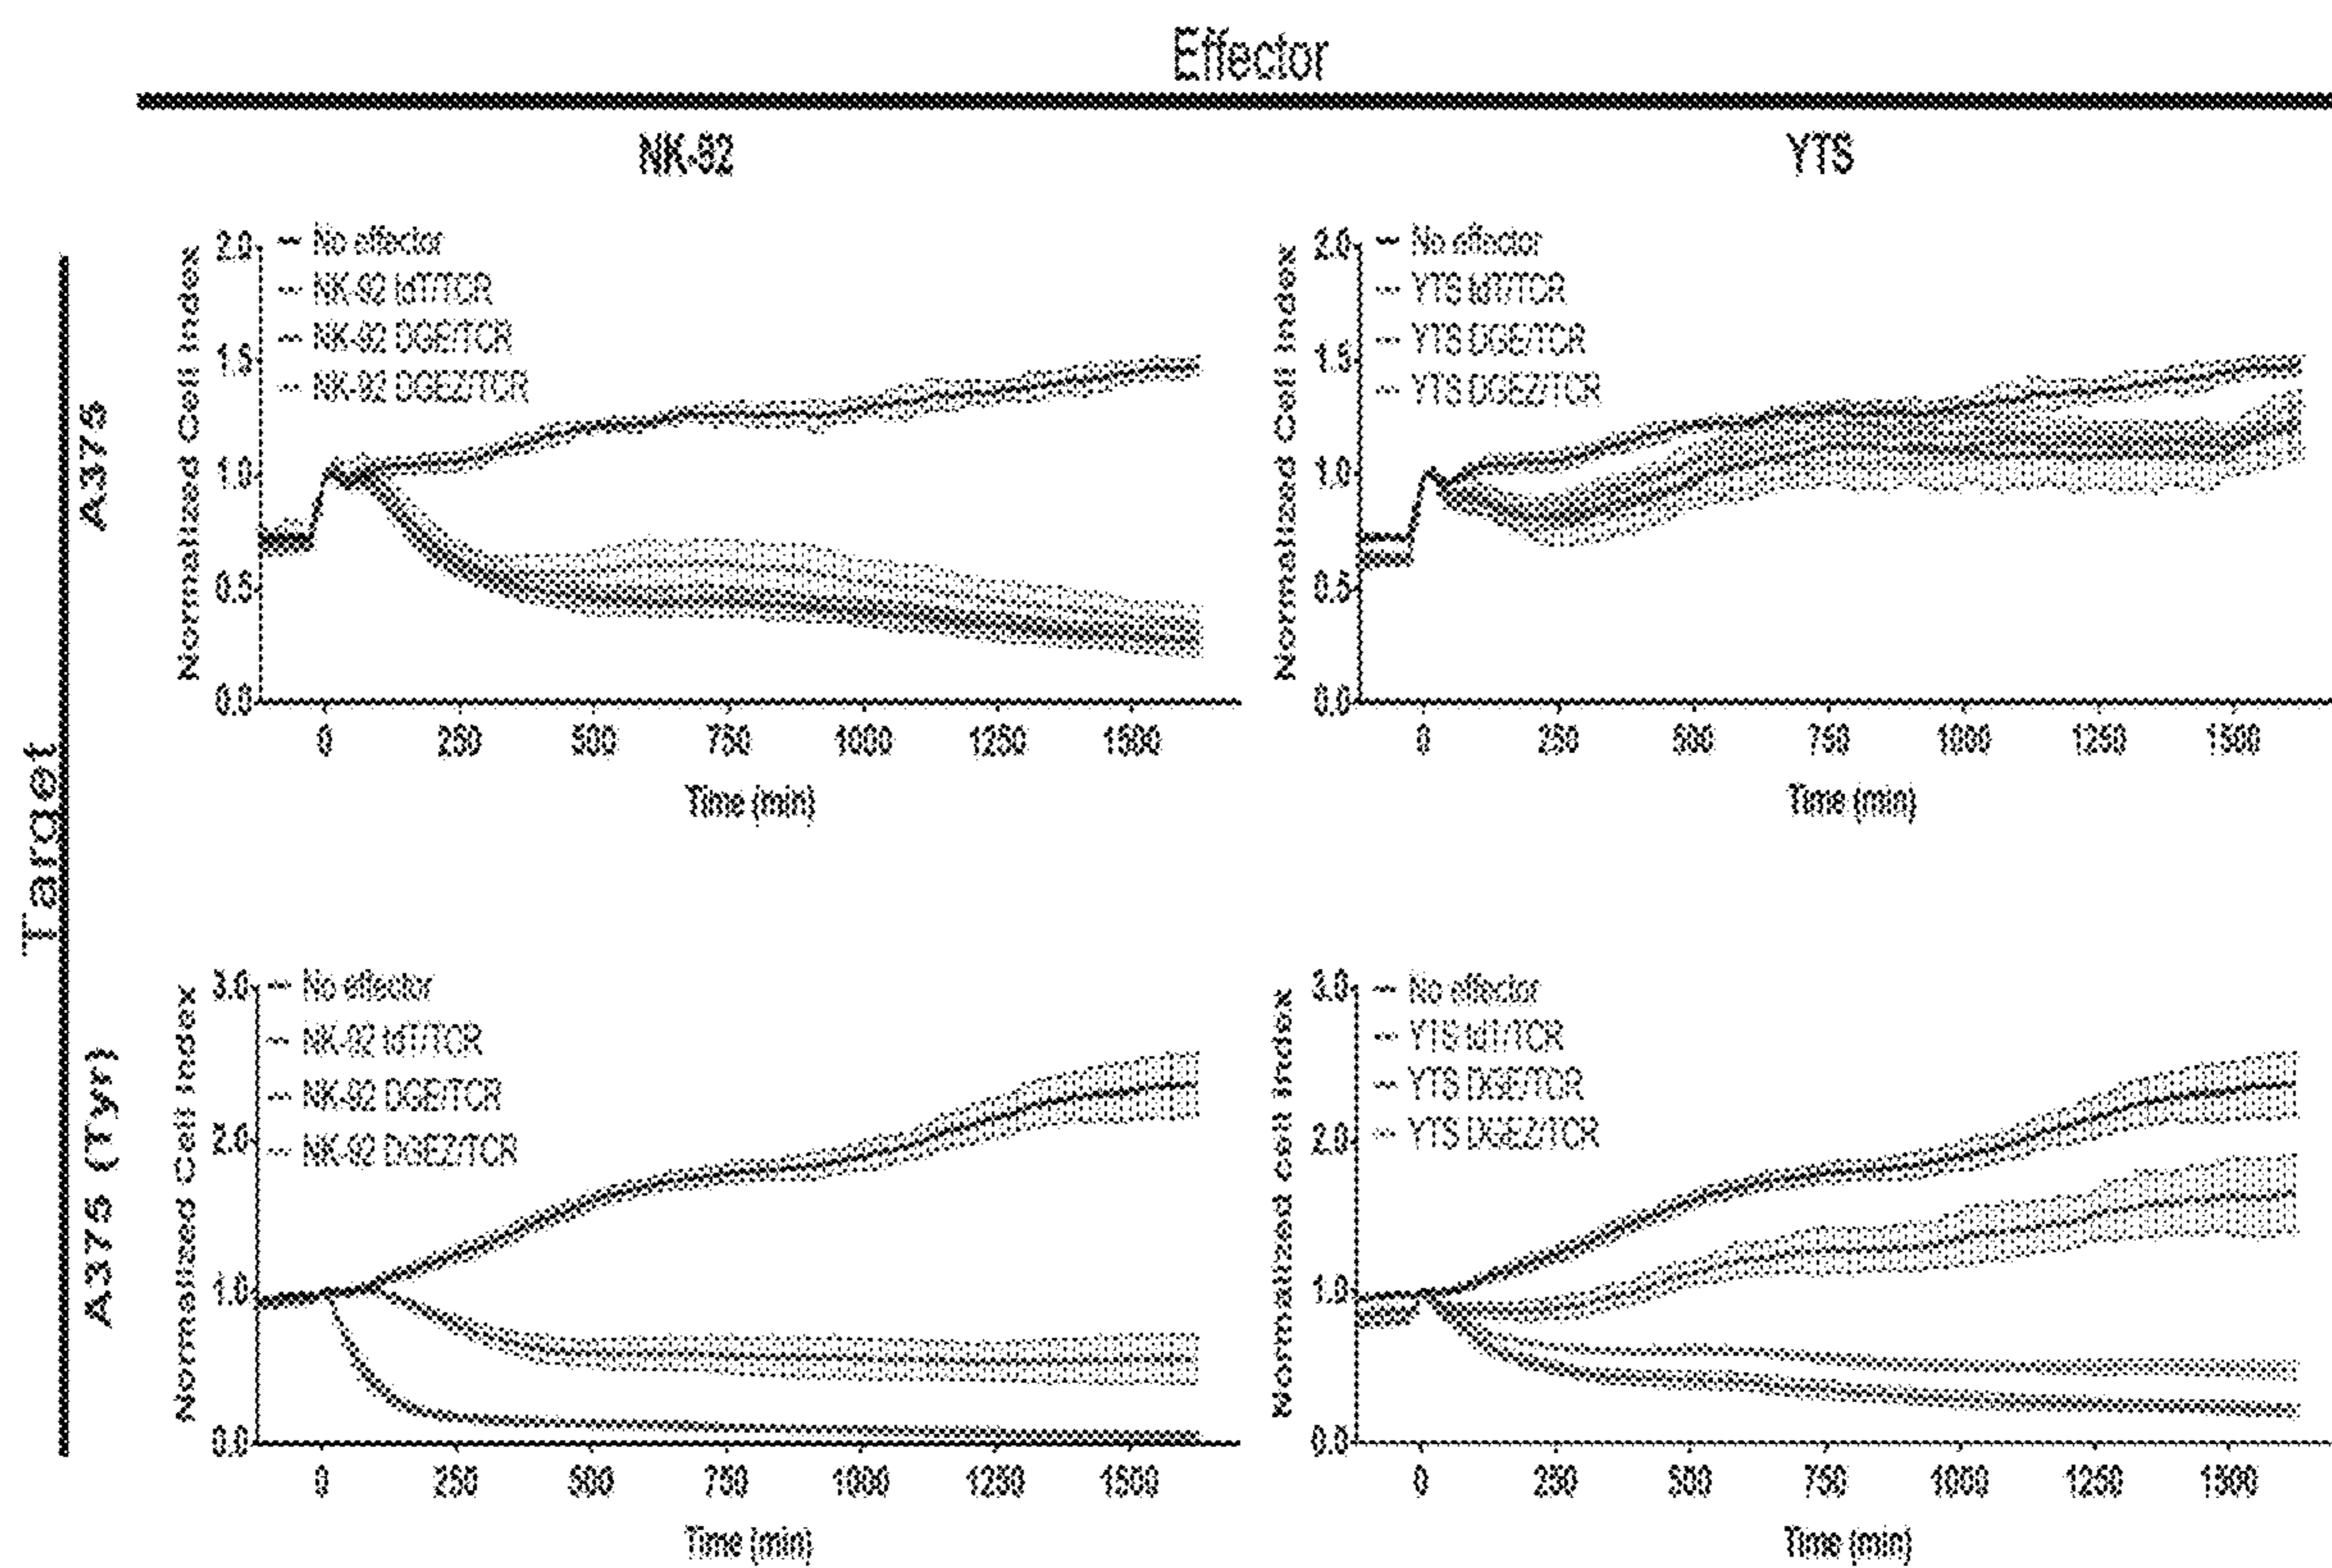 Effector
NK-92
YTS
Target
A375
Normalized Cell Index
2.0
1.5
1.0
0.5
0.0
No effector
NK-92 tdT/TCR
NK-92 DGE/TCR
NK-92 DGEZ/TCR
0 250 500 750 1000 1250 1500
Time (min)
Normalized Cell Index
2.0
1.5
1.0
0.5
0.0
No effector
YTS tdT/TCR
YTS DGE/TCR
YTS DGEZ/TCR
0 250 500 750 1000 1250 1500
Time (min)
A375 (Tyr)
Normalized Cell Index
3.0
2.0
1.0
0.0
No effector
NK-92 tdT/TCR
NK-92 DGE/TCR
NK-92 DGEZ/TCR
0 250 500 750 1000 1250 1500
Time (min)
Normalized cell Index
3.0
2.0
1.0
0.0
No effector
YTS tdT/TCR
YTS DGE/TCR
YTS DGEZ/TCR
0 250 500 750 1000 1250 1500
Time (min)